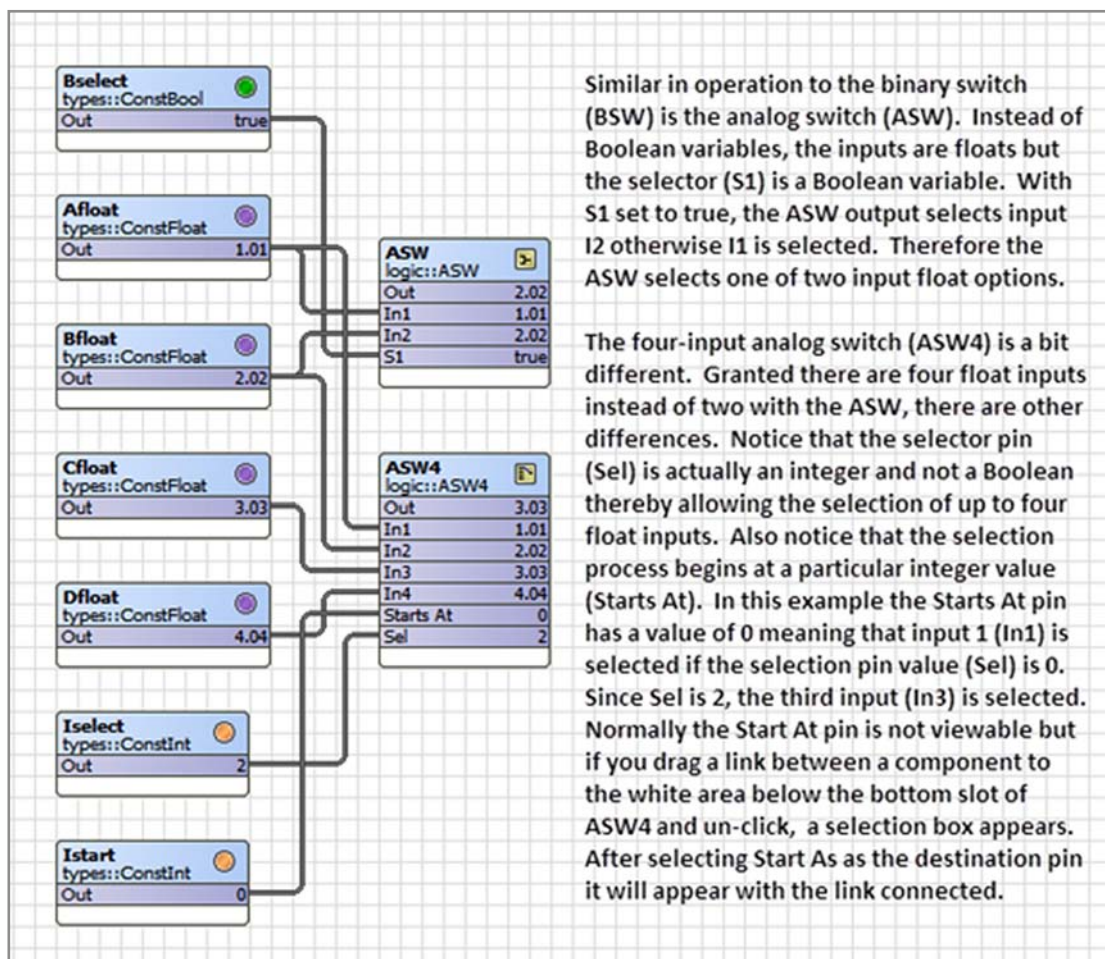 Bselect
types::ConstBool
Out true
Afloat
types::ConstFloat
Out 1.01
Bfloat
types::ConstFloat
Out 2.02
Cfloat
types::ConstFloat
Out 3.03
Dfloat
types::ConstFloat
Out 4.04
Iselect
types::ConstInt
Out 2
Istart
types::ConstInt
Out 0
ASW
logic::ASW
Out 2.02
In1 1.01
In2 2.02
S1 true
ASW4
logic::ASW4
Out 3.03
In1 1.01
In2 2.02
In3 3.03
In4 4.04
Starts At 0
Sel 2
Similar in operation to the binary switch
(BSW) is the analog switch (ASW). Instead of
Boolean variables, the inputs are floats but
the selector (S1) is a Boolean variable. With
S1 set to true, the ASW output selects input
I2 otherwise I1 is selected. Therefore the
ASW selects one of two input float options.
The four-input analog switch (ASW4) is a bit
different. Granted there are four float inputs
instead of two with the ASW, there are other
differences. Notice that the selector pin
(Sel) is actually an integer and not a Boolean
thereby allowing the selection of up to four
float inputs. Also notice that the selection
process begins at a particular integer value
(Starts At). In this example the Starts At pin
has a value of 0 meaning that input 1 (In1) is
selected if the selection pin value (Sel) is 0.
Since Sel is 2, the third input (In3) is selected.
Normally the Start At pin is not viewable but
if you drag a link between a component to
the white area below the bottom slot of
ASW4 and un-click, a selection box appears.
After selecting Start As as the destination pin
it will appear with the link connected.